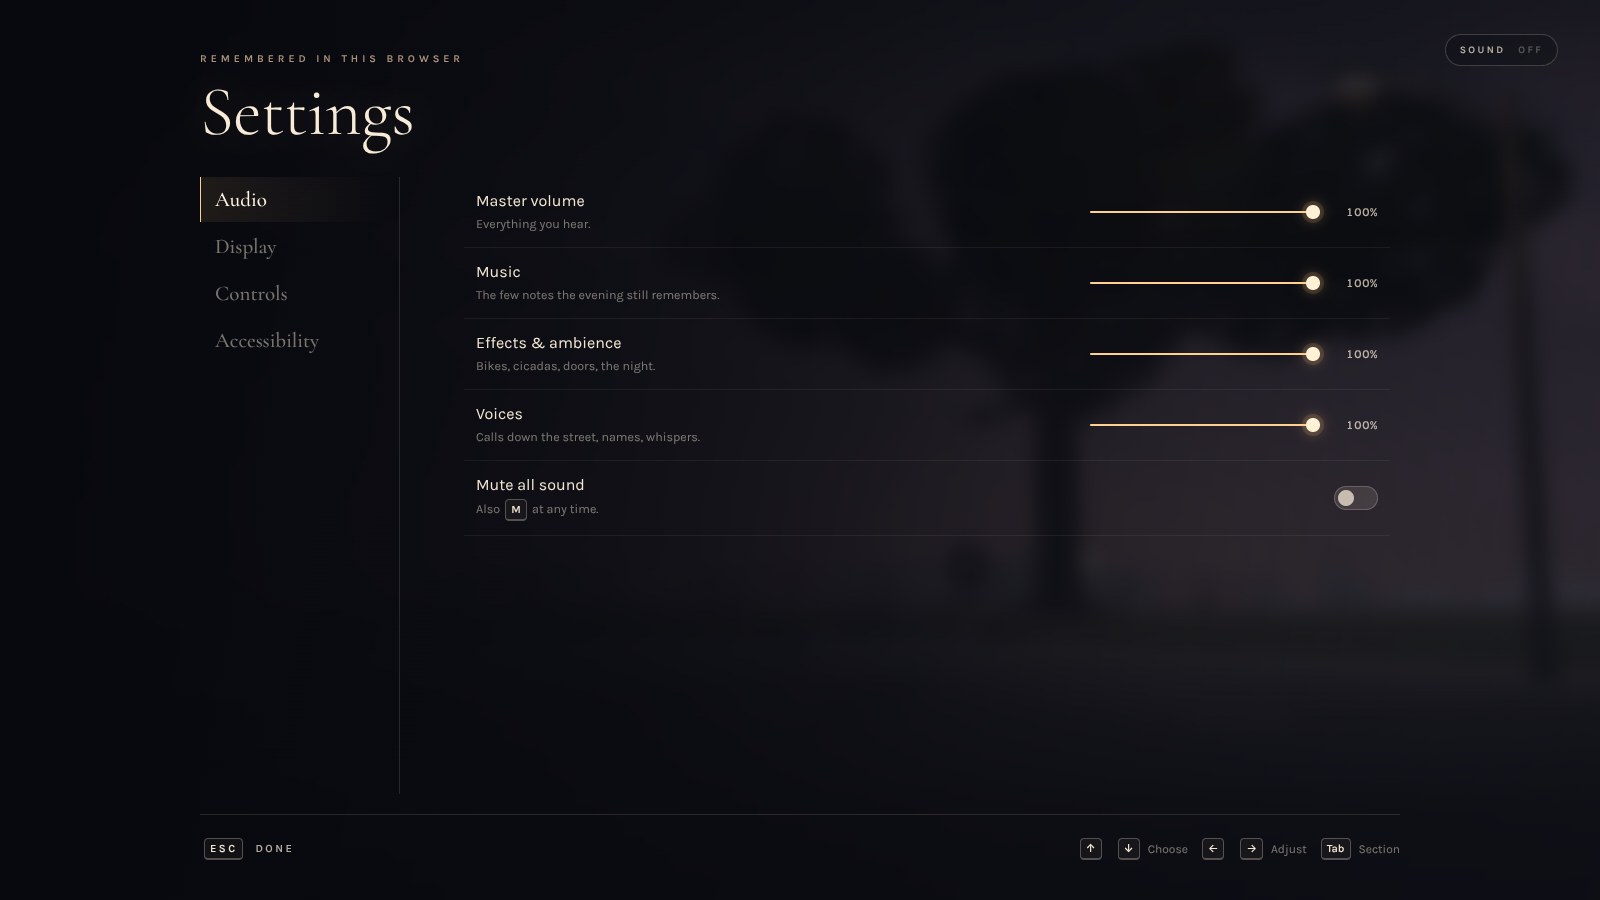 REMEMBERED IN THIS BROWSER
SOUND OFF
Settings
Audio
Display
Controls
Accessibility
Master volume
Everything you hear.
100%
Music
The few notes the evening still remembers.
100%
Effects & ambience
Bikes, cicadas, doors, the night.
100%
Voices
Calls down the street, names, whispers.
100%
Mute all sound
Also M at any time.
ESC DONE
↑ ↓ Choose ← → Adjust Tab Section